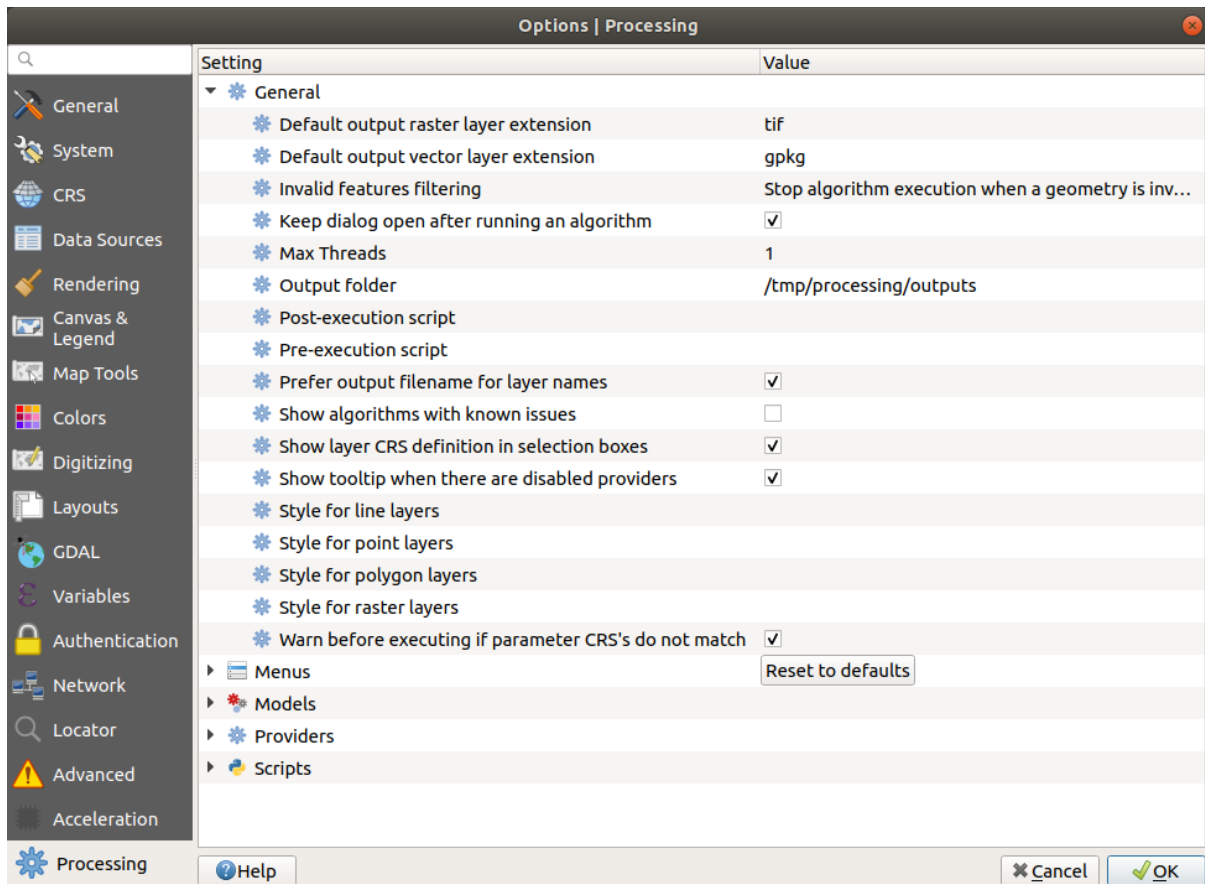 Options | Processing
General
System
CRS
Data Sources
Rendering
Canvas &
Legend
Map Tools
Colors
Digitizing
Layouts
GDAL
Variables
Authentication
Network
Locator
Advanced
Acceleration
Processing
Setting Value
General
Default output raster layer extension tif
Default output vector layer extension gpkg
Invalid features filtering Stop algorithm execution when a geometry is inv...
Keep dialog open after running an algorithm
Max Threads 1
Output folder /tmp/processing/outputs
Post-execution script
Pre-execution script
Prefer output filename for layer names
Show algorithms with known issues
Show layer CRS definition in selection boxes
Show tooltip when there are disabled providers
Style for line layers
Style for point layers
Style for polygon layers
Style for raster layers
Warn before executing if parameter CRS's do not match
Menus Reset to defaults
Models
Providers
Scripts
Help Cancel OK